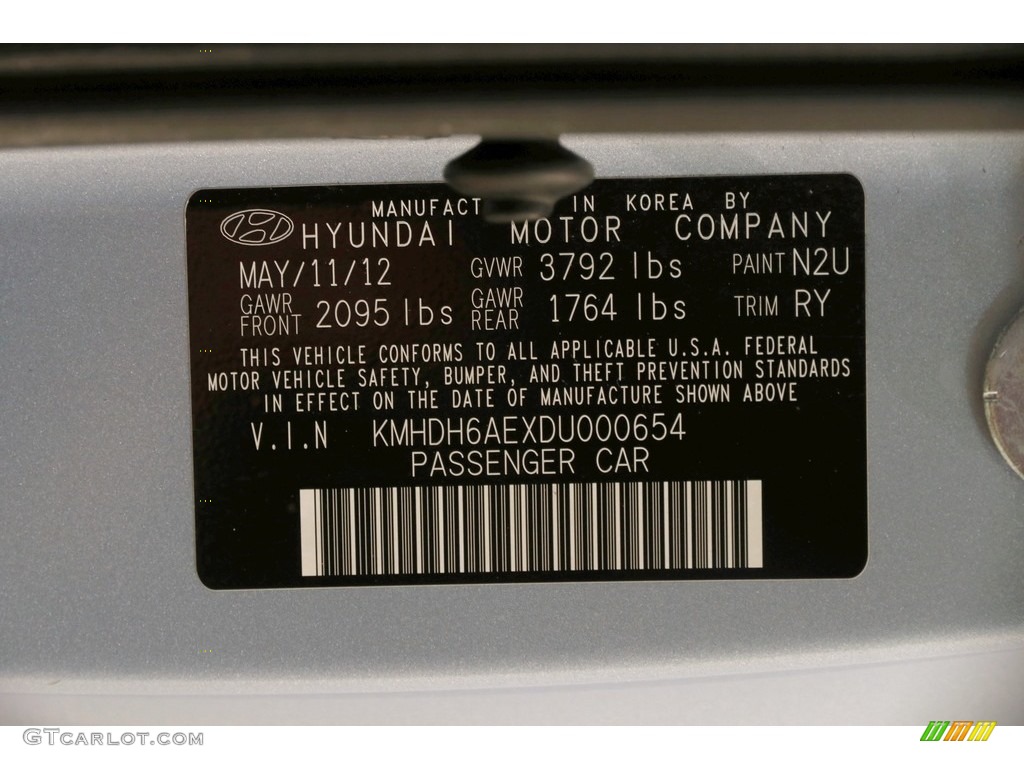 MANUFACT IN KOREA BY
HYUNDAI MOTOR COMPANY
MAY/11/12 GVWR 3792 lbs PAINT N2U
GAWR FRONT 2095 lbs GAWR REAR 1764 lbs TRIM RY
THIS VEHICLE CONFORMS TO ALL APPLICABLE U.S.A. FEDERAL
MOTOR VEHICLE SAFETY, BUMPER, AND THEFT PREVENTION STANDARDS
IN EFFECT ON THE DATE OF MANUFACTURE SHOWN ABOVE
V.I.N KMHDH6AEXDU000654
PASSENGER CAR
GTCARLOT.COM